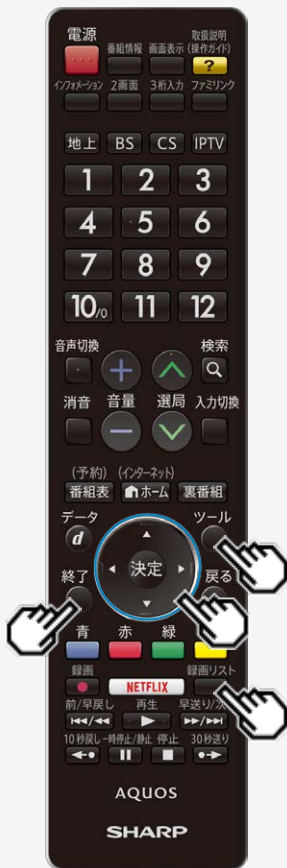 電源
番組情報 画面表示 取扱説明(操作ガイド)
?
インフォメーション 2画面 3桁入力 ファミリンク
地上 BS CS IPTV
1 2 3
4 5 6
7 8 9
10/0 11 12
音声切換 検索
+
消音 音量 選局 入力切換
−
(予約) (インターネット)
番組表 ホーム 裏番組
データ ツール
d
決定
終了 戻る
青 赤 緑
録画 NETFLIX 録画リスト
前/早戻し 再生 早送り/次
10秒戻し 一時停止/静止 停止 30秒送り
AQUOS
SHARP